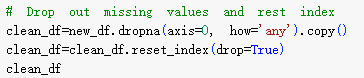 # Drop out missing values and rest index
clean_df=new_df.dropna(axis=0, how='any').copy()
clean_df=clean_df.reset_index(drop=True)
clean_df